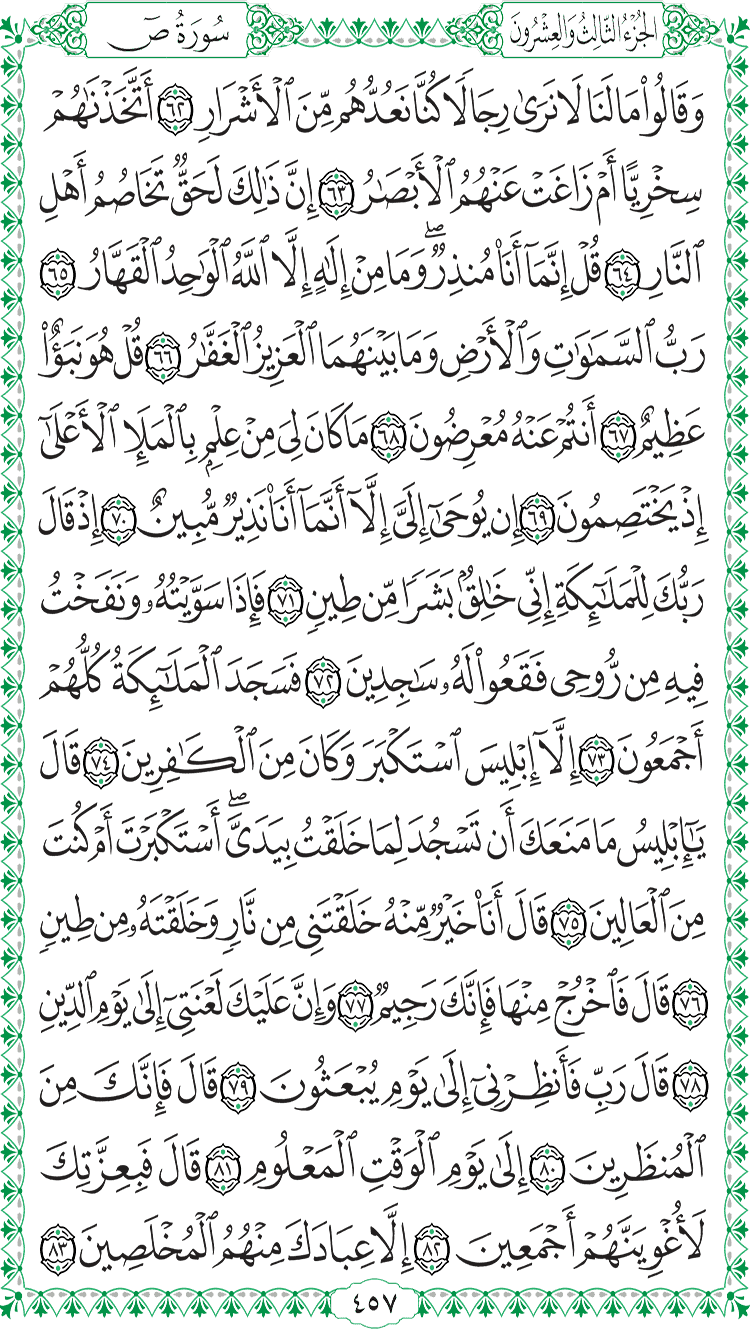 الجُزْءُ الثَّالِثُ وَالعِشْرُونَ
سُورَةُ صٓ
وَقَالُواْ مَا لَنَا لَا نَرَىٰ رِجَالٗا كُنَّا نَعُدُّهُم مِّنَ ٱلۡأَشۡرَارِ ٦٢ أَتَّخَذۡنَٰهُمۡ
سِخۡرِيًّا أَمۡ زَاغَتۡ عَنۡهُمُ ٱلۡأَبۡصَٰرُ ٦٣ إِنَّ ذَٰلِكَ لَحَقّٞ تَخَاصُمُ أَهۡلِ
ٱلنَّارِ ٦٤ قُلۡ إِنَّمَآ أَنَا۠ مُنذِرٞۖ وَمَا مِنۡ إِلَٰهٍ إِلَّا ٱللَّهُ ٱلۡوَٰحِدُ ٱلۡقَهَّارُ ٦٥
رَبُّ ٱلسَّمَٰوَٰتِ وَٱلۡأَرۡضِ وَمَا بَيۡنَهُمَا ٱلۡعَزِيزُ ٱلۡغَفَّٰرُ ٦٦ قُلۡ هُوَ نَبَؤٌاْ
عَظِيمٌ ٦٧ أَنتُمۡ عَنۡهُ مُعۡرِضُونَ ٦٨ مَا كَانَ لِيَ مِنۡ عِلۡمِۭ بِٱلۡمَلَإِ ٱلۡأَعۡلَىٰٓ
إِذۡ يَخۡتَصِمُونَ ٦٩ إِن يُوحَىٰٓ إِلَيَّ إِلَّآ أَنَّمَآ أَنَا۠ نَذِيرٞ مُّبِينٌ ٧٠ إِذۡ قَالَ
رَبُّكَ لِلۡمَلَٰٓئِكَةِ إِنِّي خَٰلِقُۢ بَشَرٗا مِّن طِينٖ ٧١ فَإِذَا سَوَّيۡتُهُۥ وَنَفَخۡتُ
فِيهِ مِن رُّوحِي فَقَعُواْ لَهُۥ سَٰجِدِينَ ٧٢ فَسَجَدَ ٱلۡمَلَٰٓئِكَةُ كُلُّهُمۡ
أَجۡمَعُونَ ٧٣ إِلَّآ إِبۡلِيسَ ٱسۡتَكۡبَرَ وَكَانَ مِنَ ٱلۡكَٰفِرِينَ ٧٤ قَالَ
يَٰٓإِبۡلِيسُ مَا مَنَعَكَ أَن تَسۡجُدَ لِمَا خَلَقۡتُ بِيَدَيَّۖ أَسۡتَكۡبَرۡتَ أَمۡ كُنتَ
مِنَ ٱلۡعَالِينَ ٧٥ قَالَ أَنَا۠ خَيۡرٞ مِّنۡهُ خَلَقۡتَنِي مِن نَّارٖ وَخَلَقۡتَهُۥ مِن طِينٖ
٧٦ قَالَ فَٱخۡرُجۡ مِنۡهَا فَإِنَّكَ رَجِيمٞ ٧٧ وَإِنَّ عَلَيۡكَ لَعۡنَتِيٓ إِلَىٰ يَوۡمِ ٱلدِّينِ
٧٨ قَالَ رَبِّ فَأَنظِرۡنِيٓ إِلَىٰ يَوۡمِ يُبۡعَثُونَ ٧٩ قَالَ فَإِنَّكَ مِنَ
ٱلۡمُنظَرِينَ ٨٠ إِلَىٰ يَوۡمِ ٱلۡوَقۡتِ ٱلۡمَعۡلُومِ ٨١ قَالَ فَبِعِزَّتِكَ
لَأُغۡوِيَنَّهُمۡ أَجۡمَعِينَ ٨٢ إِلَّا عِبَادَكَ مِنۡهُمُ ٱلۡمُخۡلَصِينَ ٨٣
٤٥٧